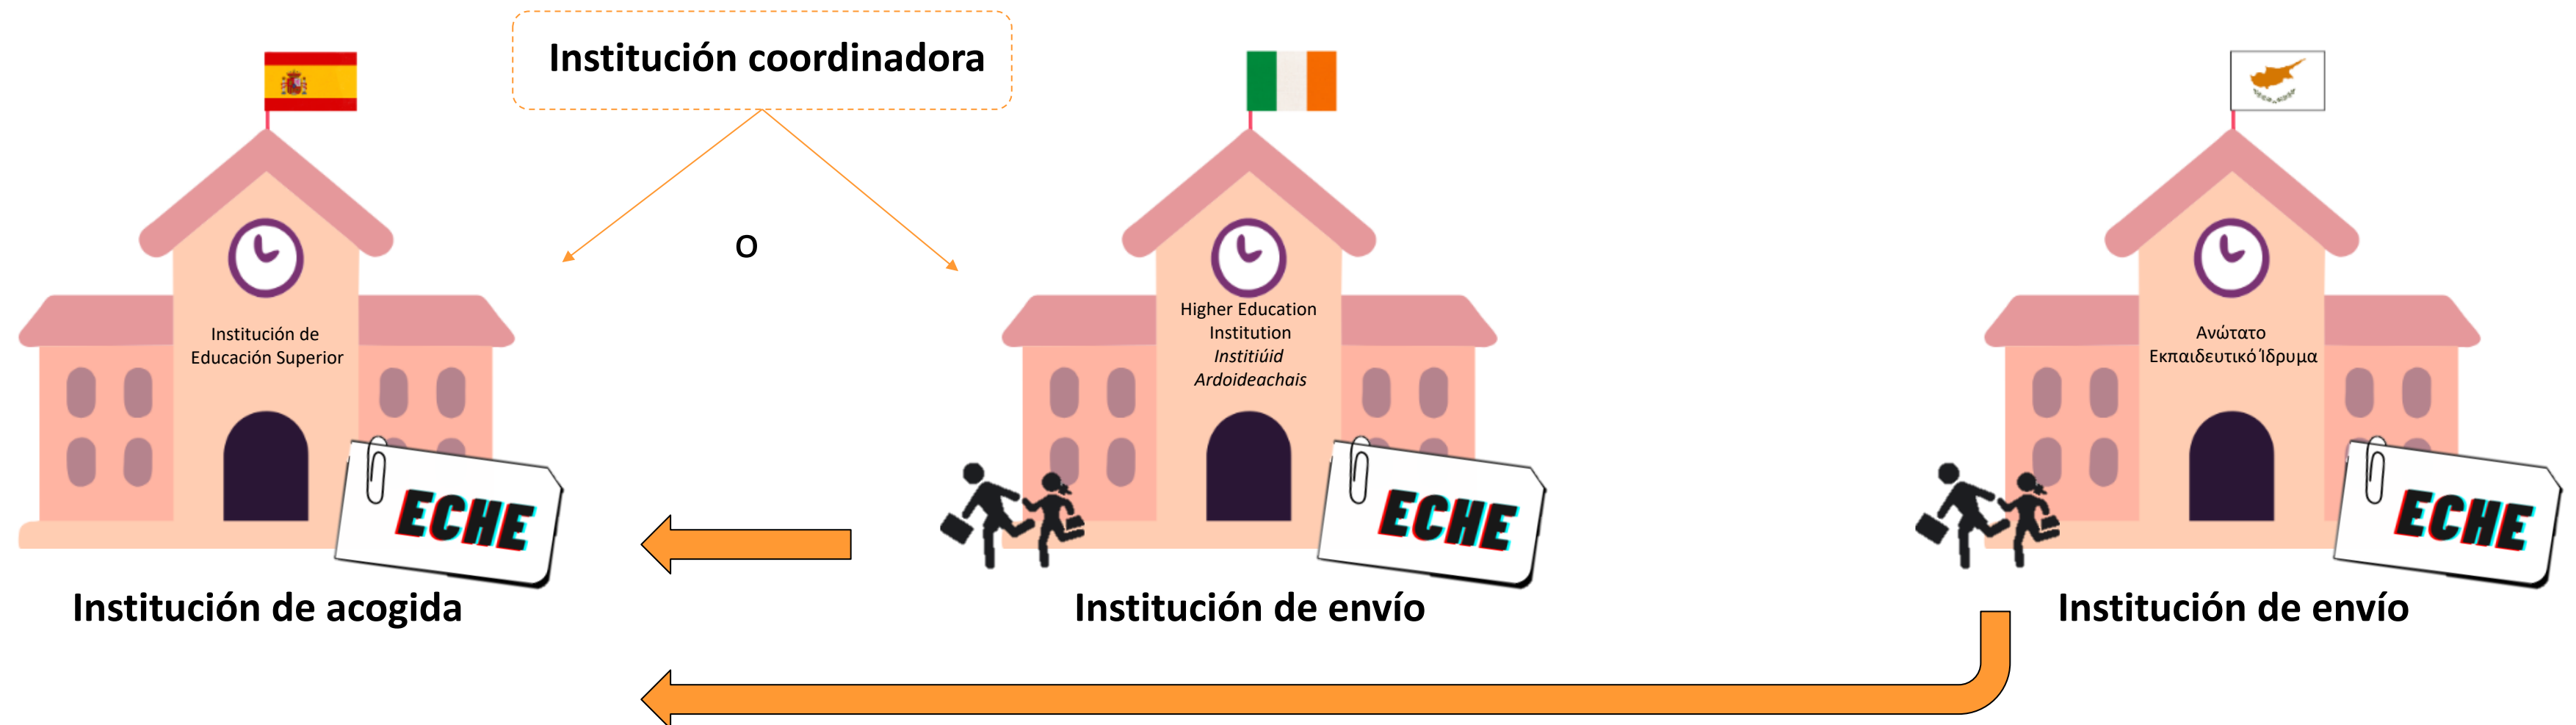 Institución coordinadora
O
Institución de
Educación Superior
ECHE
Institución de acogida
Higher Education
Institution
Institiúid
Ardoideachais
ECHE
Institución de envío
Ανώτατο
Εκπαιδευτικό Ίδρυμα
ECHE
Institución de envío